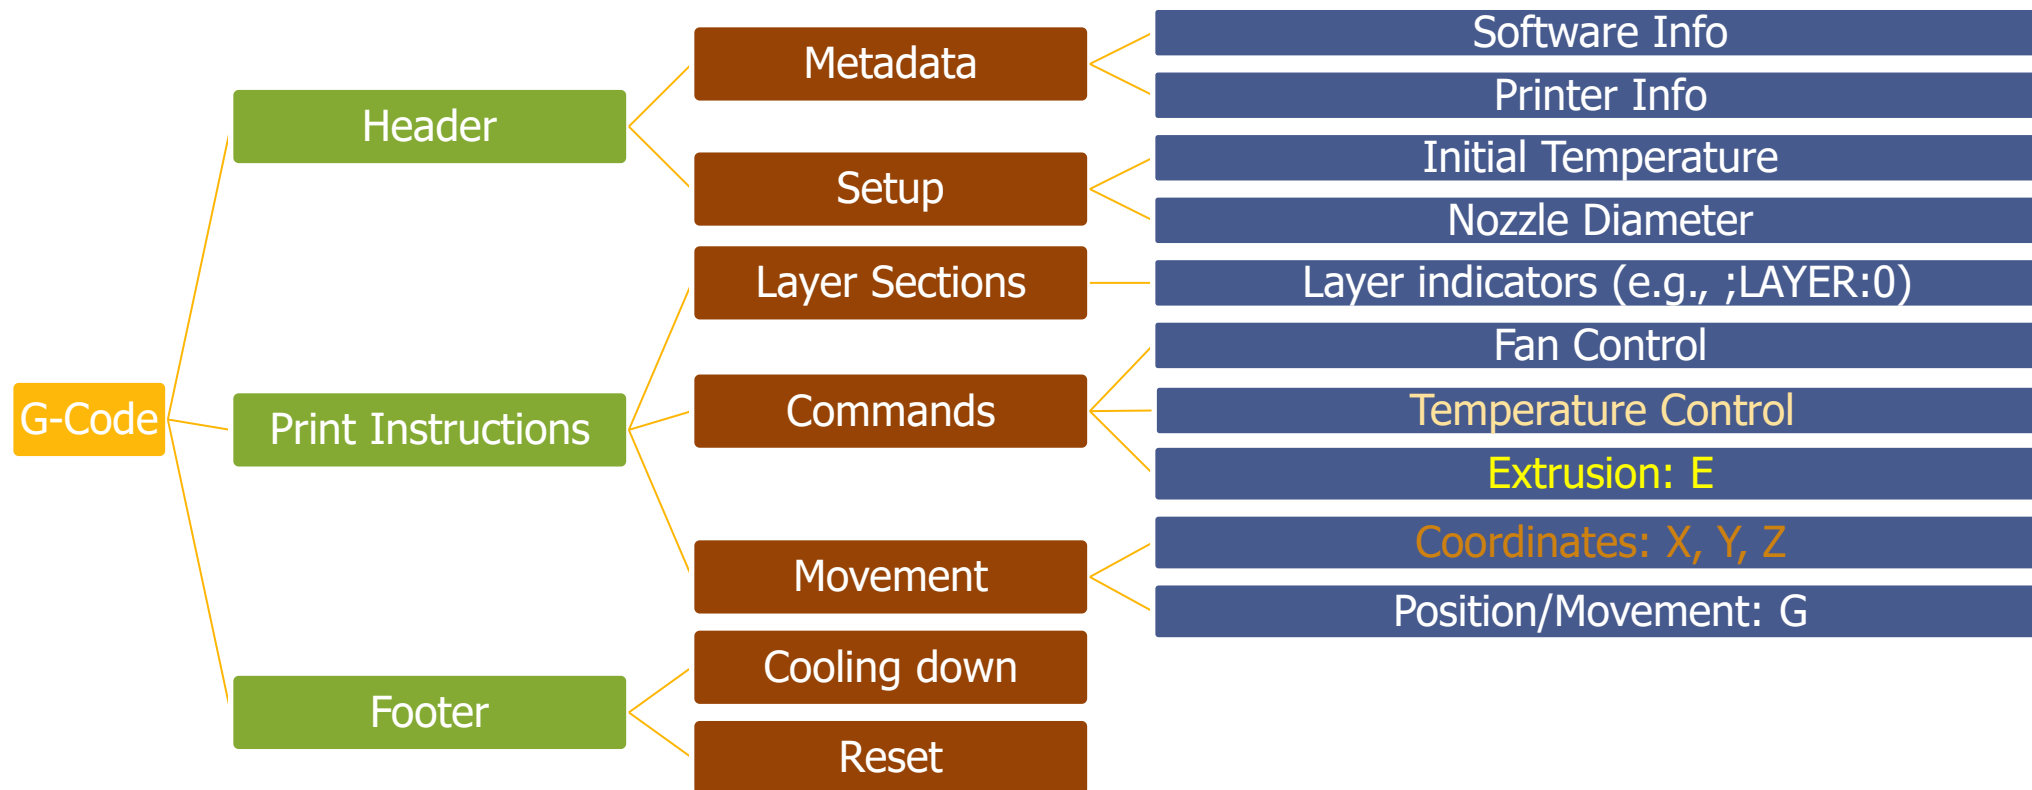 G-Code
Header
Metadata
Software Info
Printer Info
Setup
Initial Temperature
Nozzle Diameter
Print Instructions
Layer Sections
Layer indicators (e.g., ;LAYER:0)
Commands
Fan Control
Temperature Control
Extrusion: E
Movement
Coordinates: X, Y, Z
Position/Movement: G
Footer
Cooling down
Reset